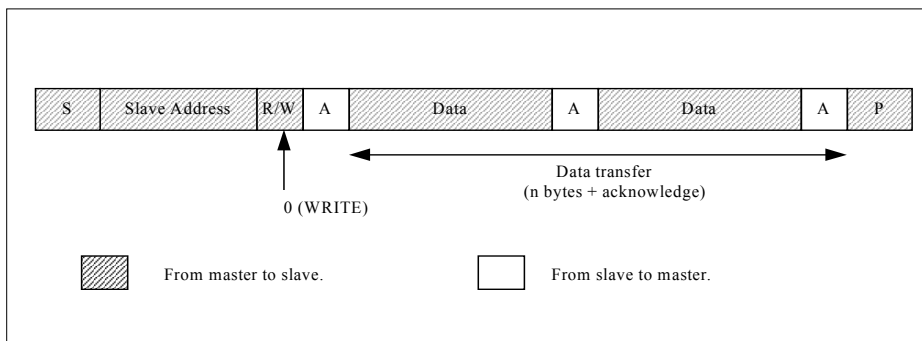 S Slave Address R/W A Data A Data A P
Data transfer
(n bytes + acknowledge)
0 (WRITE)
From master to slave. From slave to master.